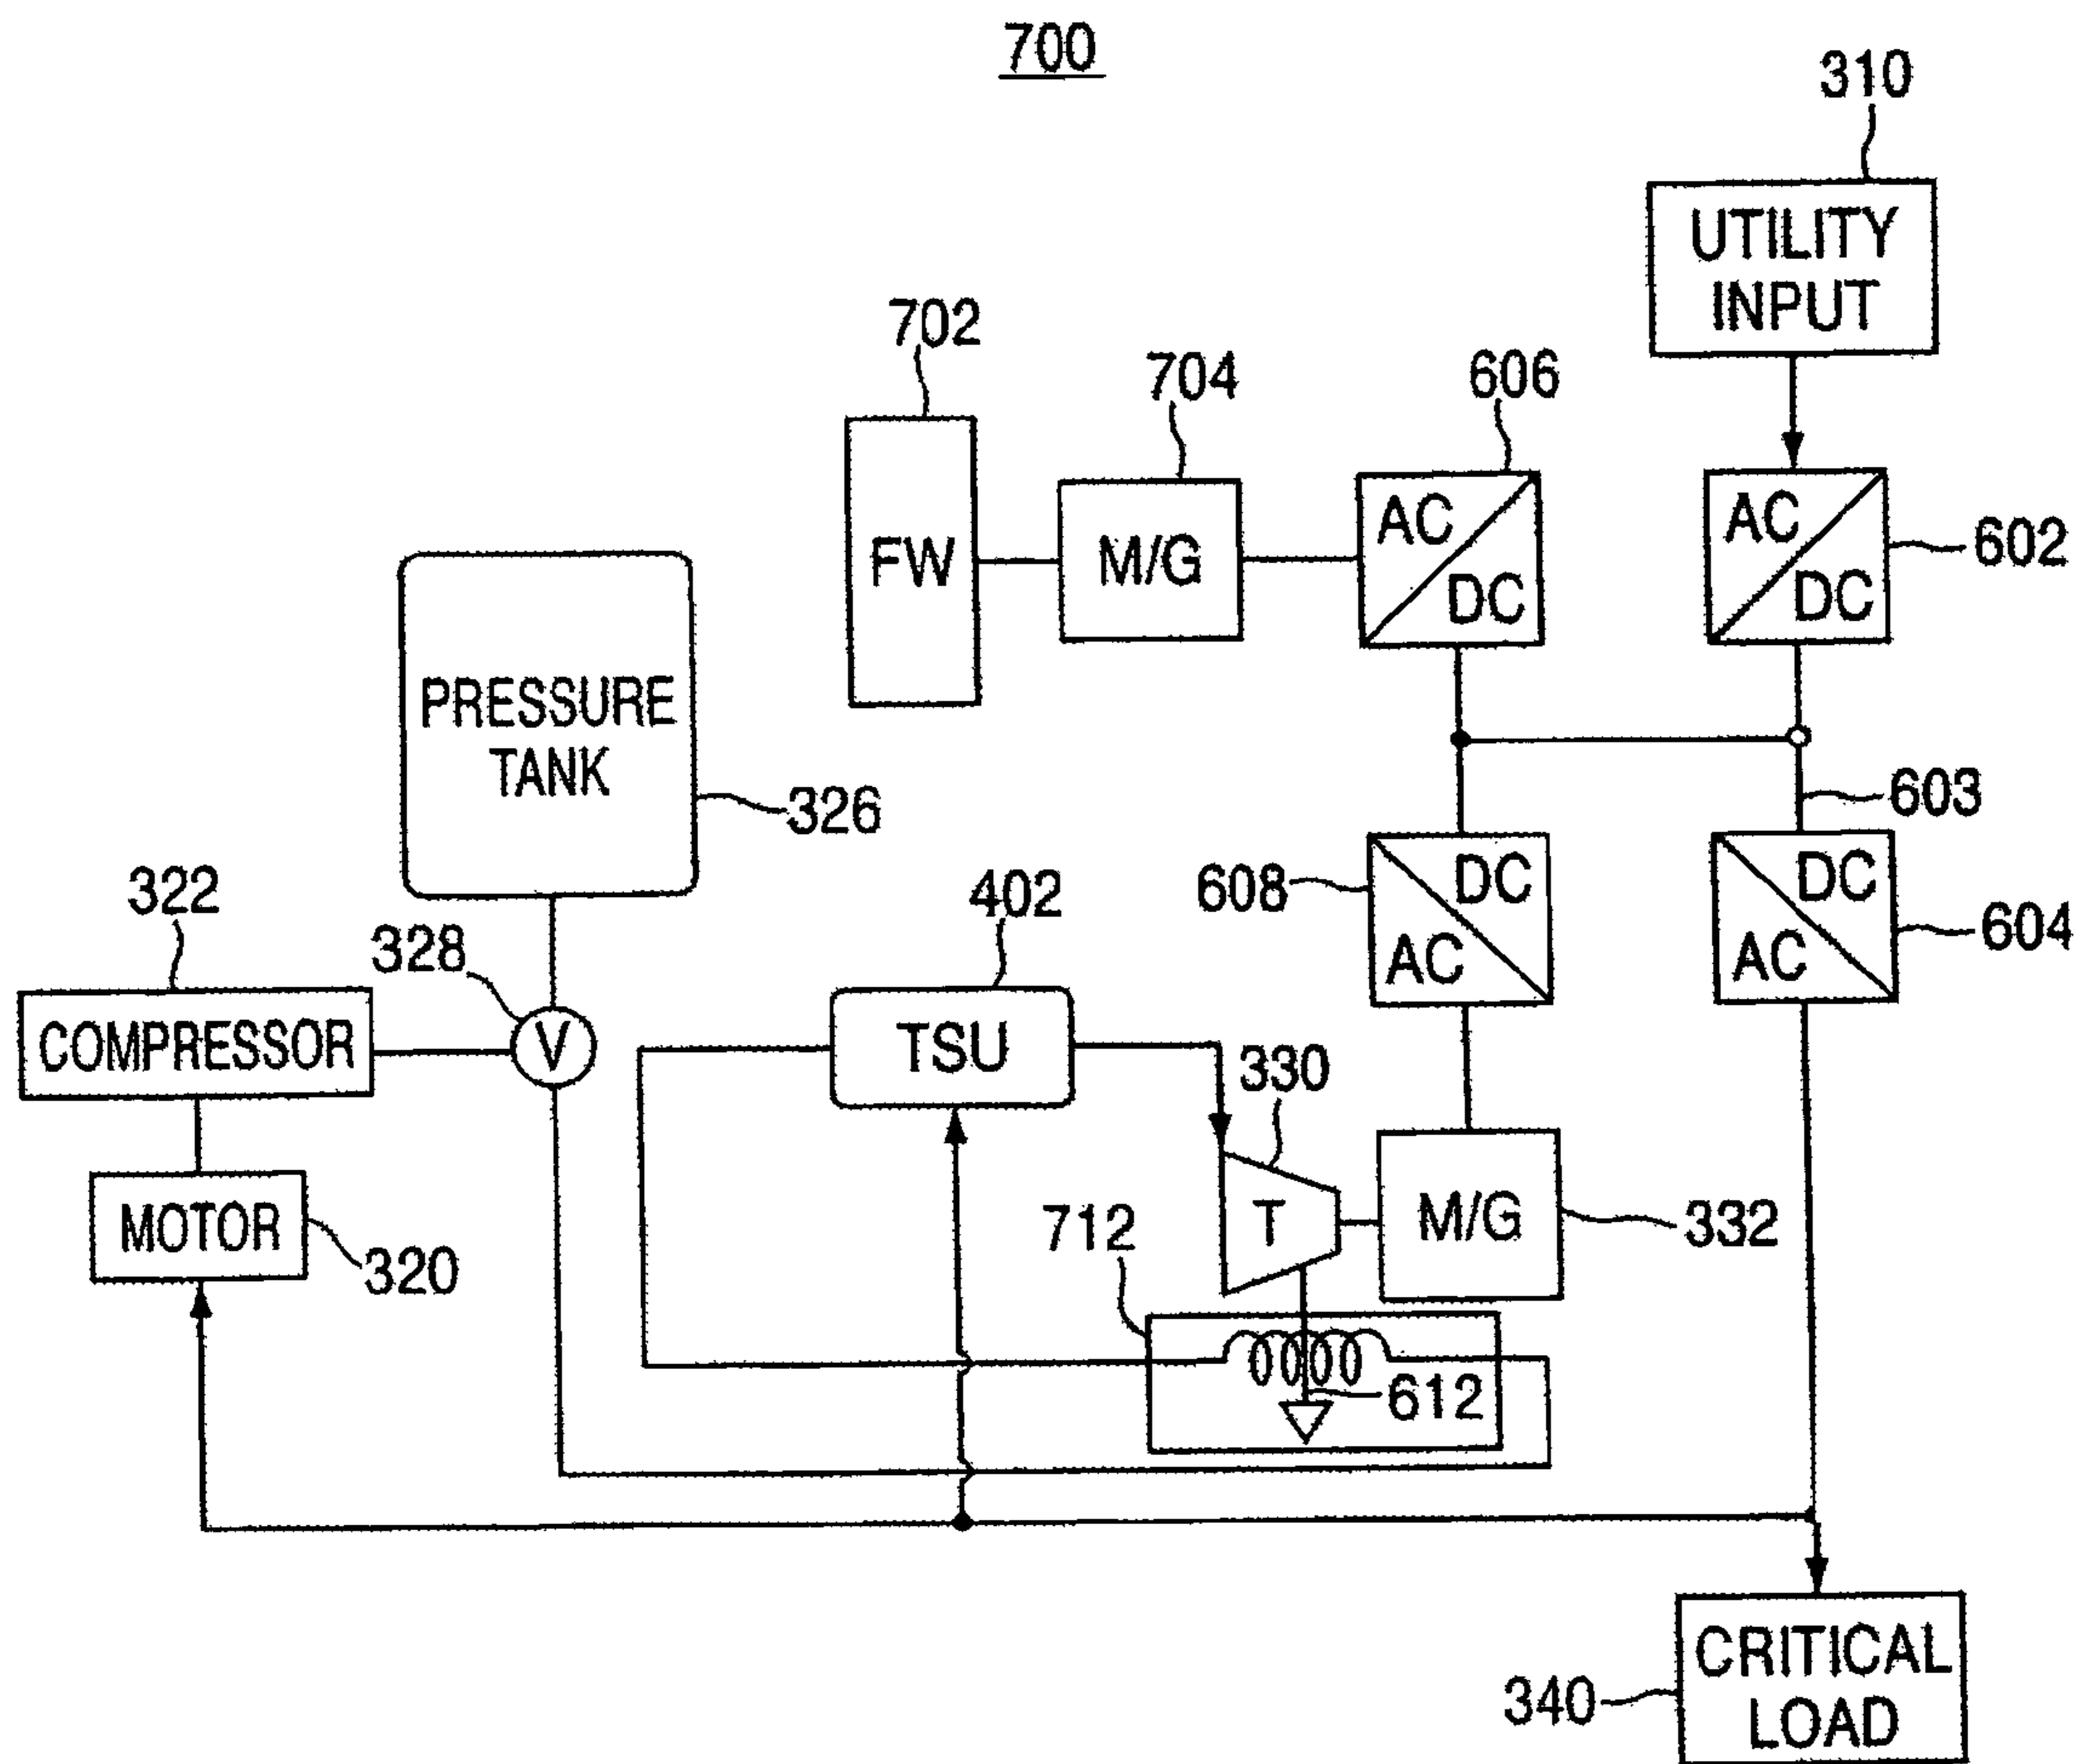 700
310
UTILITY
INPUT
702
704
606
FW
M/G
AC
DC
AC
DC
602
PRESSURE
TANK
326
603
322
328
402
608
DC
AC
DC
AC
604
COMPRESSOR
V
TSU
330
MOTOR
320
712
T
M/G
332
612
340
CRITICAL
LOAD